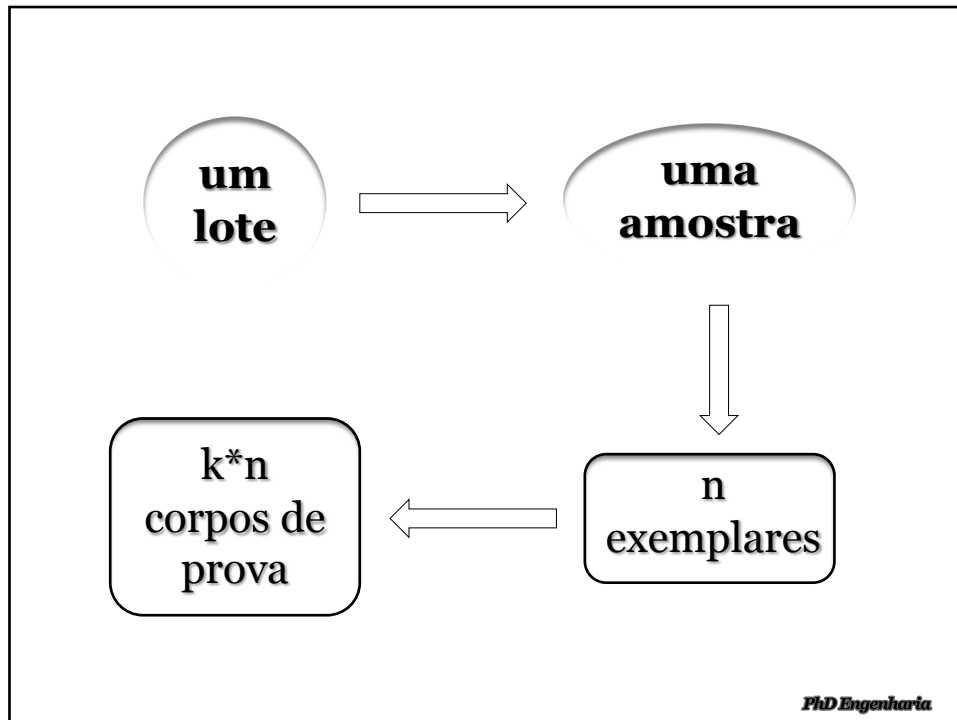 um
lote
uma
amostra
n
exemplares
k*n
corpos de
prova
PhD Engenharia